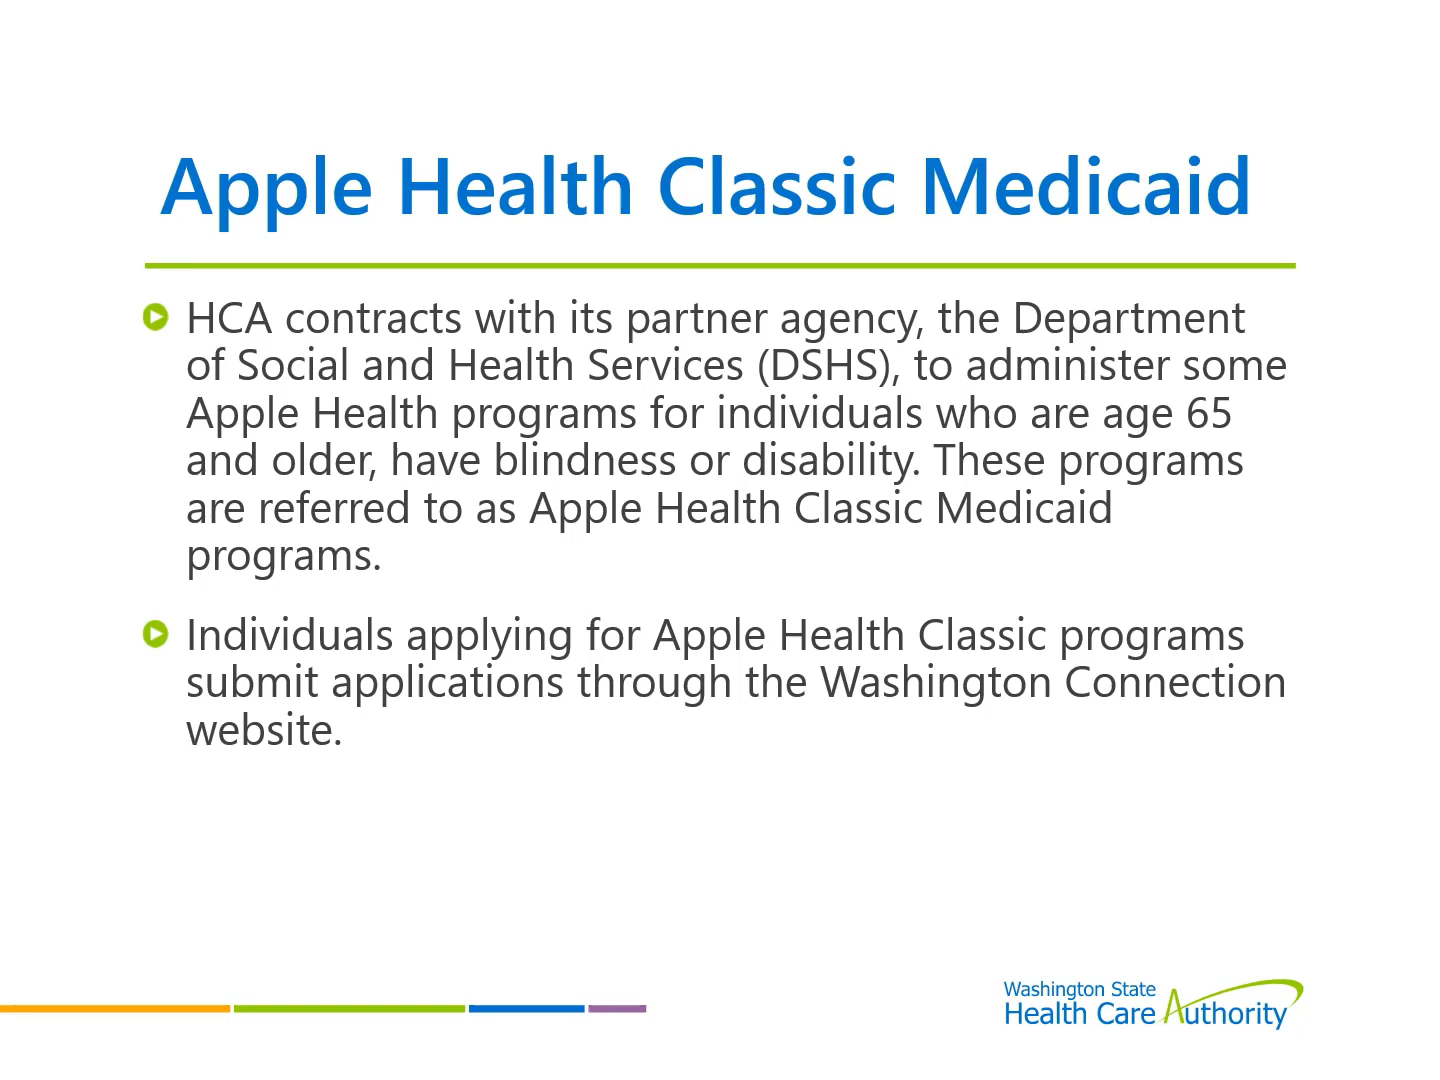 Apple Health Classic Medicaid
HCA contracts with its partner agency, the Department
of Social and Health Services (DSHS), to administer some
Apple Health programs for individuals who are age 65
and older, have blindness or disability. These programs
are referred to as Apple Health Classic Medicaid
programs.
Individuals applying for Apple Health Classic programs
submit applications through the Washington Connection
website.
Washington State
Health Care Authority